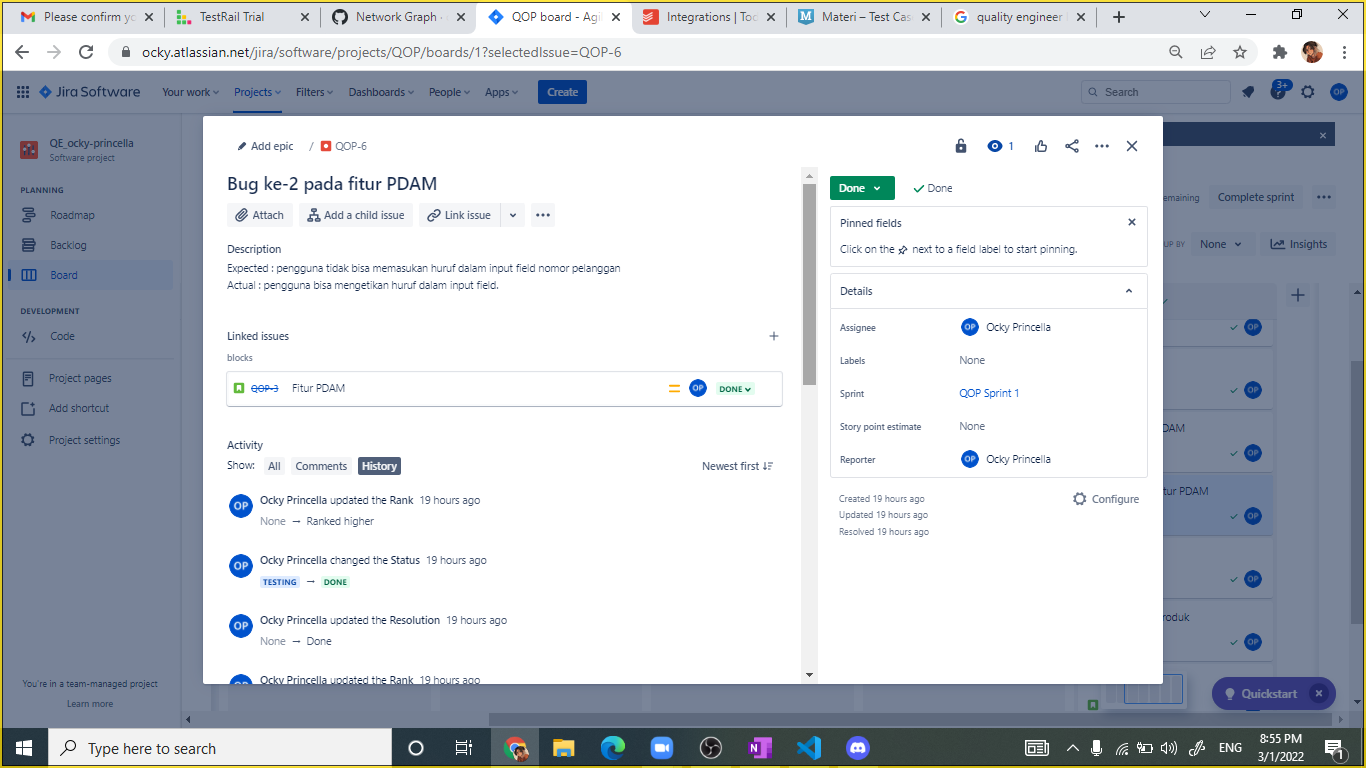 Please confirm yo
TestRail Trial
Network Graph ·
QOP board - Agil
Integrations | Tod
Materi – Test Cas
quality engineer
ocky.atlassian.net/jira/software/projects/QOP/boards/1?selectedIssue=QOP-6
Jira Software
Your work
Projects
Filters
Dashboards
People
Apps
Create
Search
3+
OP
QE_ocky-princella
Software project
PLANNING
Roadmap
Backlog
Board
DEVELOPMENT
Code
Project pages
Add shortcut
Project settings
You're in a team-managed project
Learn more
Add epic
/ QOP-6
1
Bug ke-2 pada fitur PDAM
Attach
Add a child issue
Link issue
Description
Expected : pengguna tidak bisa memasukan huruf dalam input field nomor pelanggan
Actual : pengguna bisa mengetikan huruf dalam input field.
Linked issues
blocks
QOP-3 Fitur PDAM OP DONE
Activity
Show: All Comments History
Newest first
OP Ocky Princella updated the Rank 19 hours ago
None → Ranked higher
OP Ocky Princella changed the Status 19 hours ago
TESTING → DONE
OP Ocky Princella updated the Resolution 19 hours ago
None → Done
OP Ocky Princella updated the Rank 19 hours ago
Done
Done
Pinned fields
Click on the next to a field label to start pinning.
Details
Assignee OP Ocky Princella
Labels None
Sprint QOP Sprint 1
Story point estimate None
Reporter OP Ocky Princella
Created 19 hours ago
Updated 19 hours ago
Resolved 19 hours ago
Configure
emaining
Complete sprint
UP BY
None
Insights
OP
OP
DAM
OP
tur PDAM
OP
OP
roduk
OP
Quickstart
Type here to search
ENG
8:55 PM
3/1/2022
1